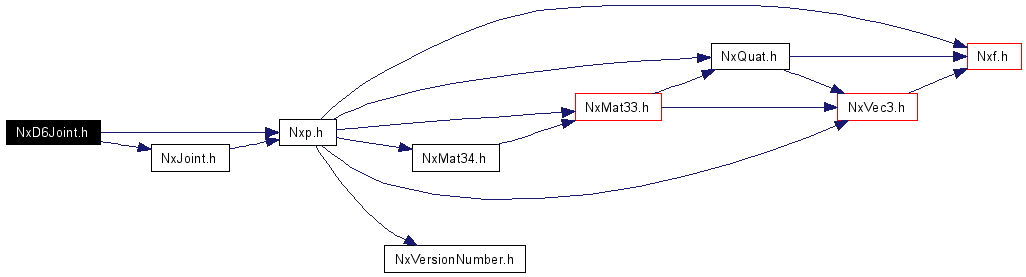 NxD6Joint.h
NxJoint.h
Nxp.h
NxMat34.h
NxVersionNumber.h
NxMat33.h
NxQuat.h
NxVec3.h
Nxf.h